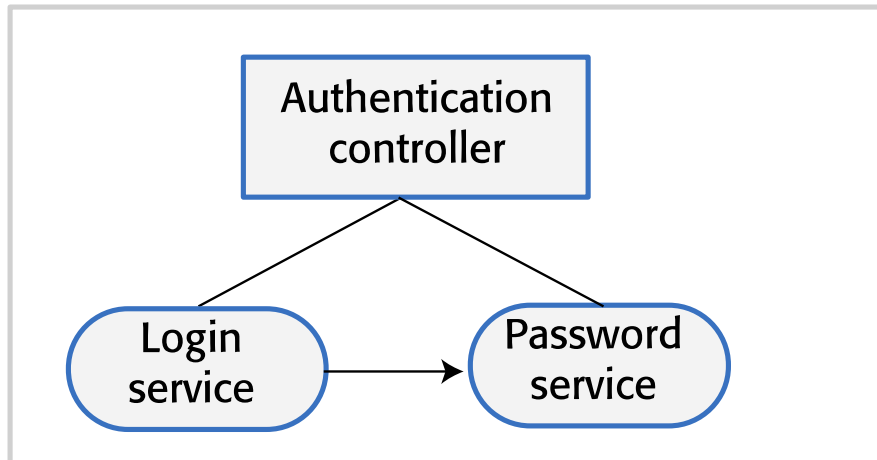 Authentication
controller
Login
service
Password
service